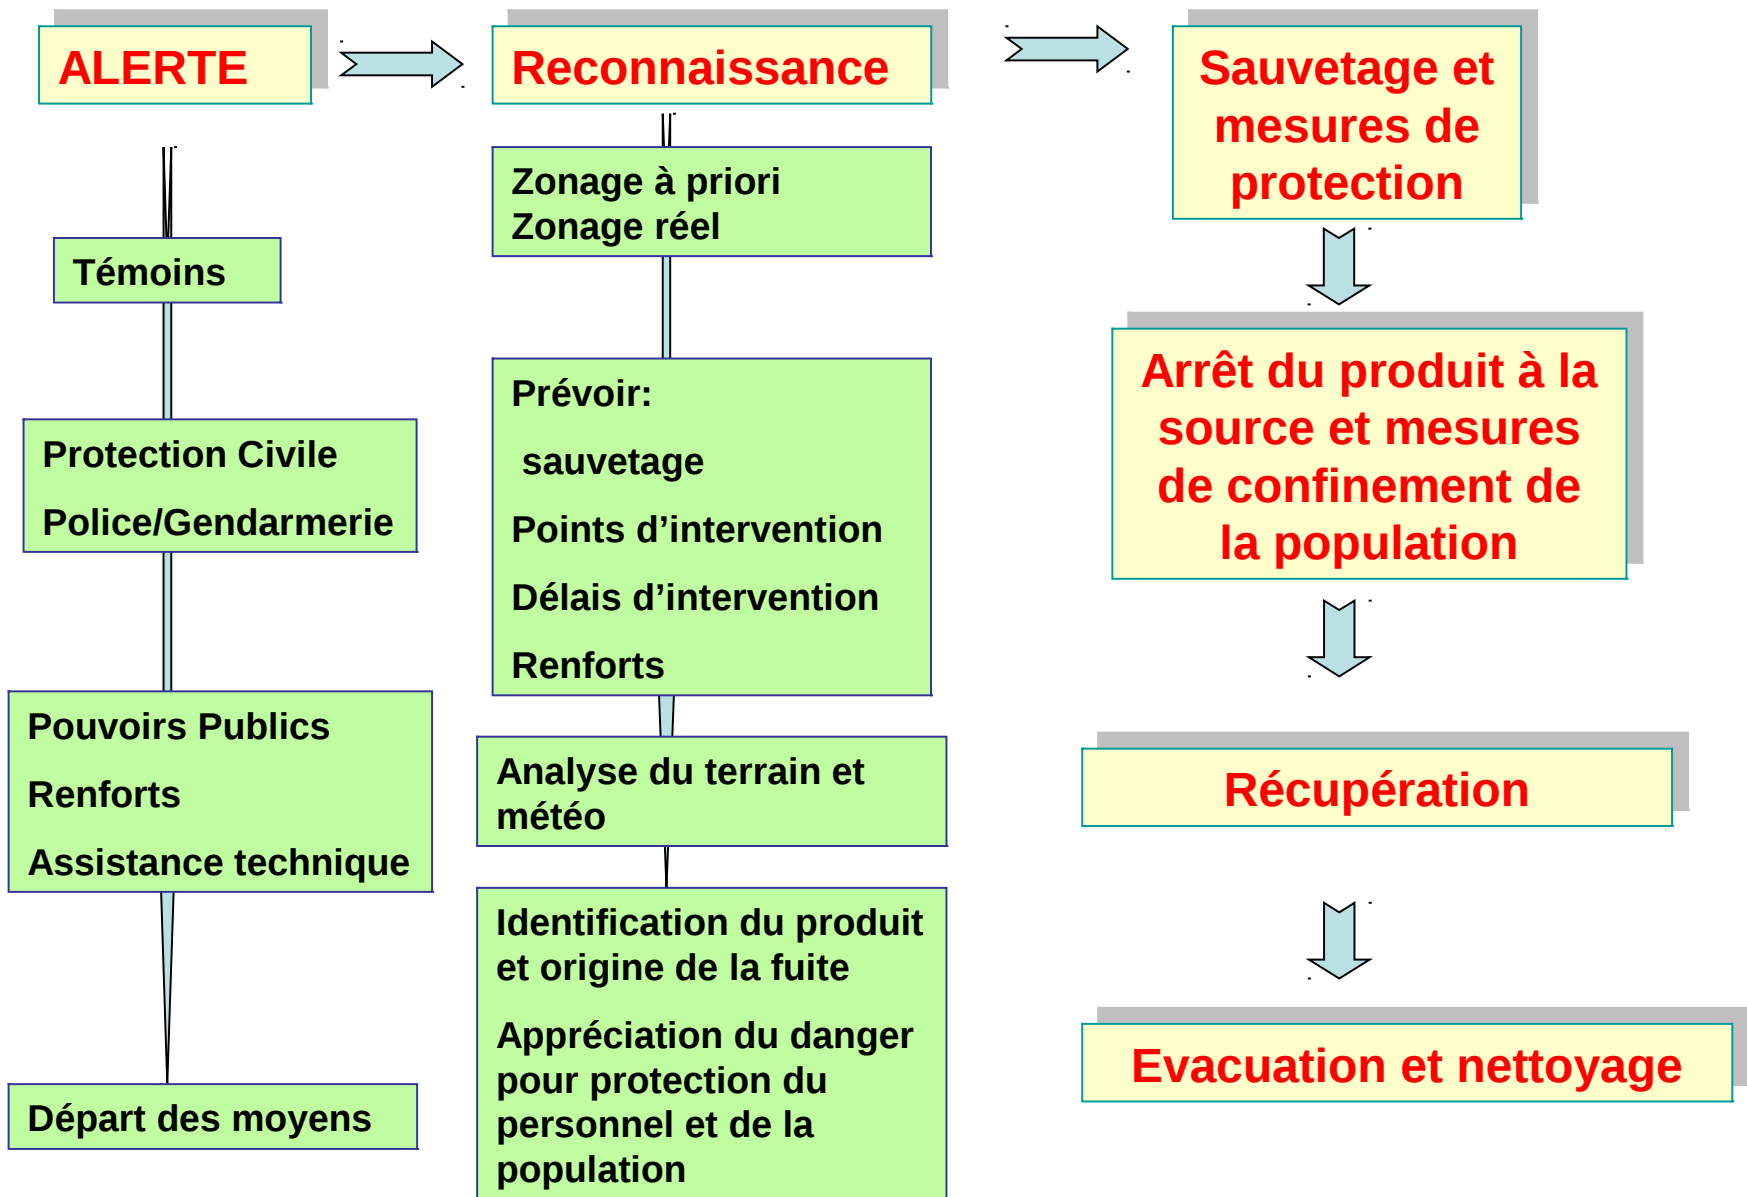 ALERTE
Témoins
Protection Civile
Police/Gendarmerie
Pouvoirs Publics
Renforts
Assistance technique
Départ des moyens
Reconnaissance
Zonage à priori
Zonage réel
Prévoir:
sauvetage
Points d’intervention
Délais d’intervention
Renforts
Analyse du terrain et
météo
Identification du produit
et origine de la fuite
Appréciation du danger
pour protection du
personnel et de la
population
Sauvetage et
mesures de
protection
Arrêt du produit à la
source et mesures
de confinement de
la population
Récupération
Evacuation et nettoyage